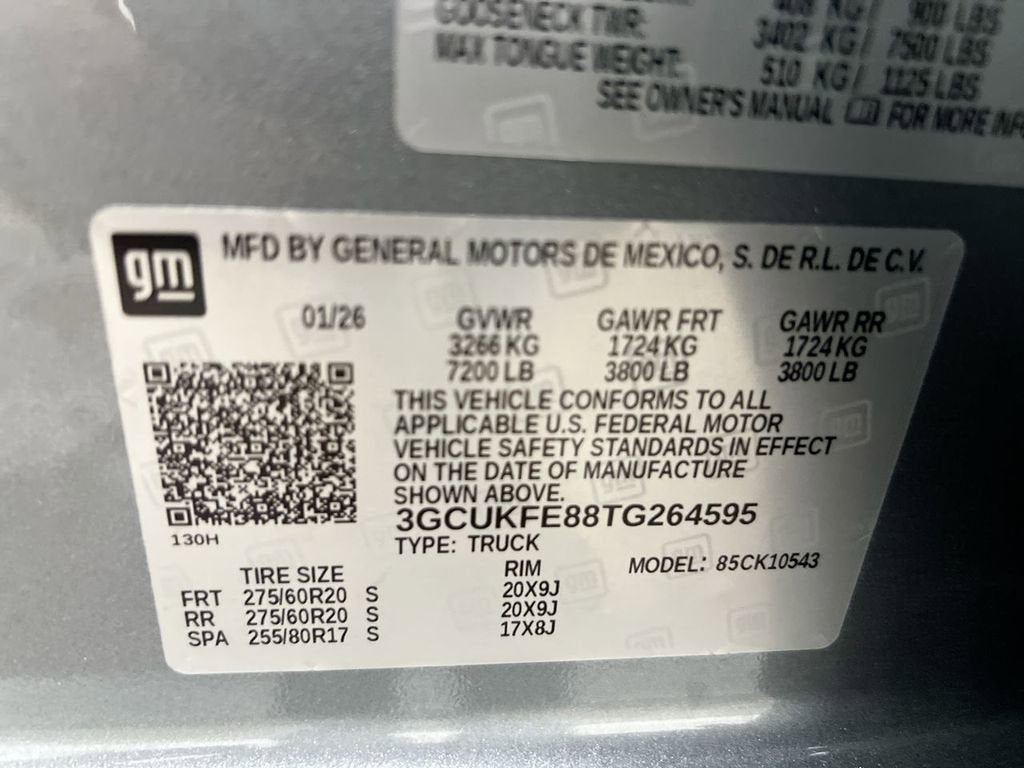 408 KG/ 900 LBS
GOOSENECK TWR: 3402 KG/ 7500 LBS
MAX TONGUE WEIGHT: 510 KG/ 1125 LBS
SEE OWNER'S MANUAL FOR MORE INFO
gm
MFD BY GENERAL MOTORS DE MEXICO, S. DE R.L. DE C.V.
01/26 GVWR GAWR FRT GAWR RR
3266 KG 1724 KG 1724 KG
7200 LB 3800 LB 3800 LB
THIS VEHICLE CONFORMS TO ALL
APPLICABLE U.S. FEDERAL MOTOR
VEHICLE SAFETY STANDARDS IN EFFECT
ON THE DATE OF MANUFACTURE
SHOWN ABOVE.
3GCUKFE88TG264595
130H
TYPE: TRUCK
MODEL: 85CK10543
TIRE SIZE RIM
FRT 275/60R20 S 20X9J
RR 275/60R20 S 20X9J
SPA 255/80R17 S 17X8J